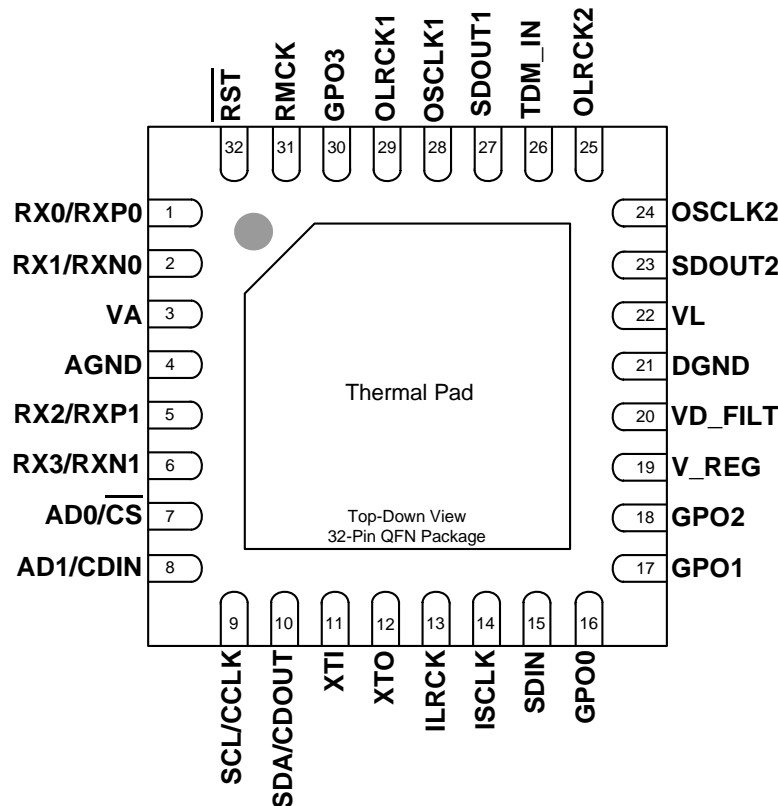 RST
RMCK
GPO3
OLRCK1
OSCLK1
SDOUT1
TDM_IN
OLRCK2
32
31
30
29
28
27
26
25
RX0/RXP0
1
24
OSCLK2
RX1/RXN0
2
23
SDOUT2
VA
3
22
VL
AGND
4
21
DGND
Thermal Pad
RX2/RXP1
5
20
VD_FILT
RX3/RXN1
6
19
V_REG
AD0/CS
7
18
GPO2
Top-Down View
32-Pin QFN Package
AD1/CDIN
8
17
GPO1
9
10
11
12
13
14
15
16
SCL/CCLK
SDA/CDOUT
XTI
XTO
ILRCK
ISCLK
SDIN
GPO0